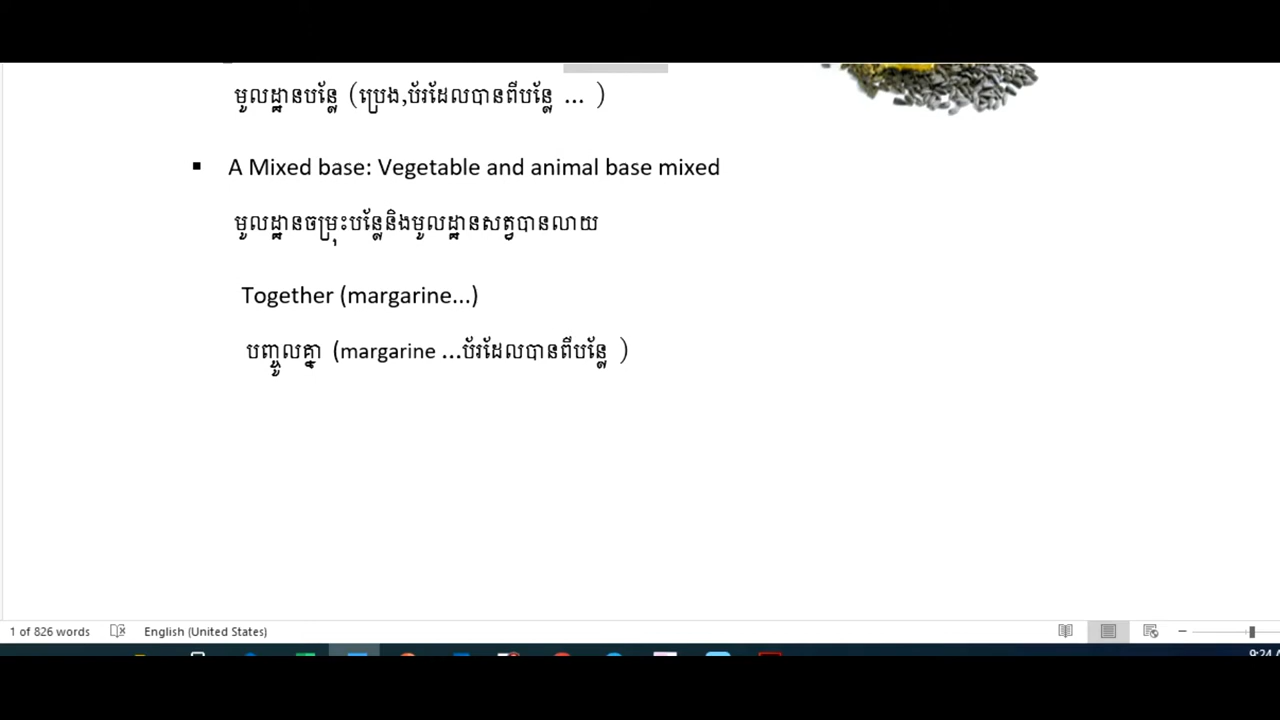 មូលដ្ឋានបន្លែ (ប្រេង,ប័រដែលបានពីបន្លែ ... )
▪ A Mixed base: Vegetable and animal base mixed
មូលដ្ឋានចម្រុះបន្លែនិងមូលដ្ឋានសត្វបានលាយ
Together (margarine...)
បញ្ចូលគ្នា (margarine ...ប័រដែលបានពីបន្លែ )
1 of 826 words English (United States)